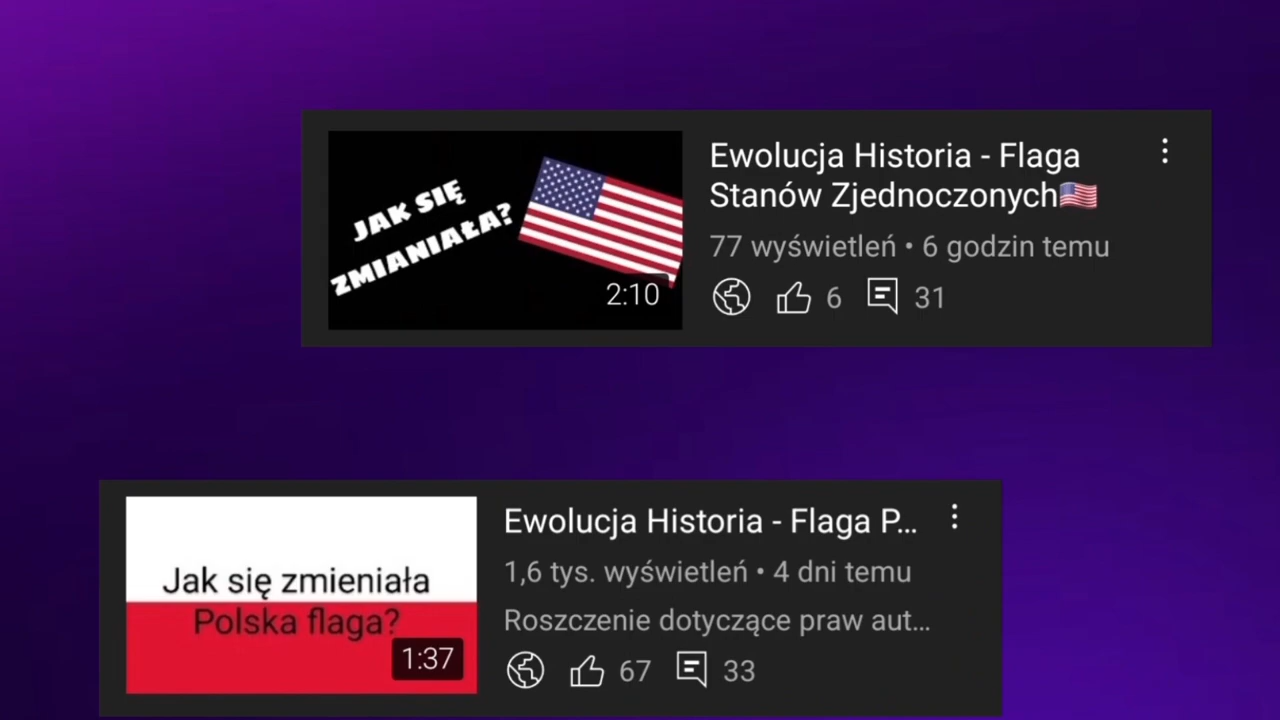 JAK SIĘ
ZMIANIAŁA?
2:10
Ewolucja Historia - Flaga
Stanów Zjednoczonych🇺🇸
77 wyświetleń • 6 godzin temu
6 31
Jak się zmieniała
Polska flaga?
1:37
Ewolucja Historia - Flaga P...
1,6 tys. wyświetleń • 4 dni temu
Roszczenie dotyczące praw aut...
67 33